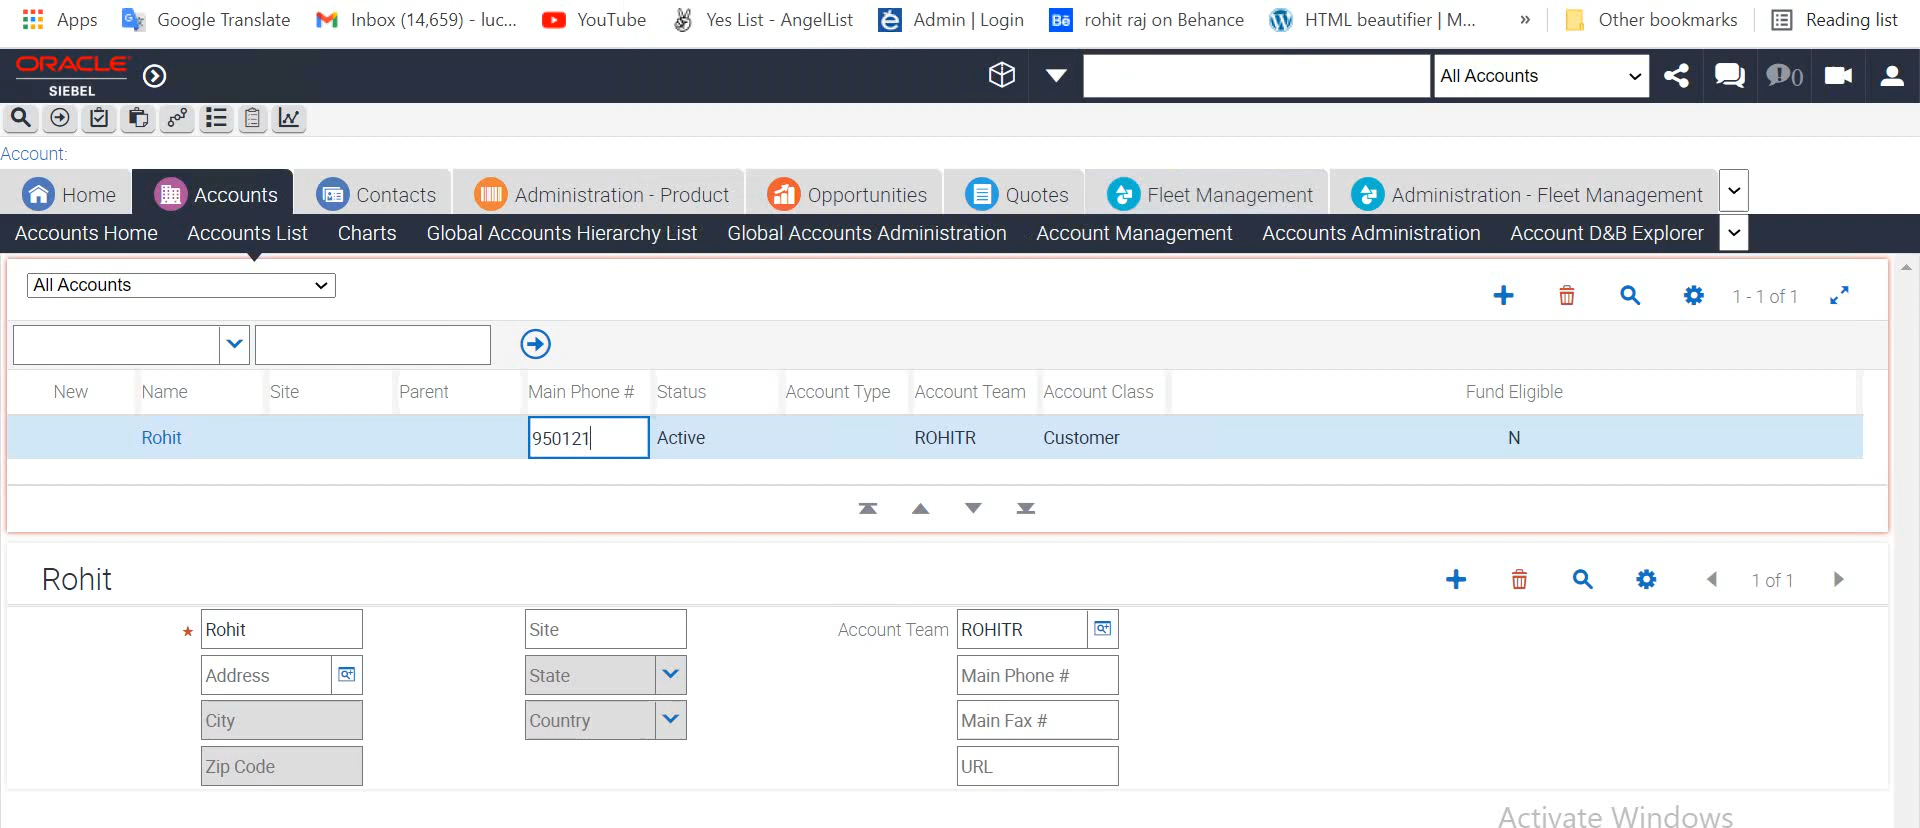 Apps Google Translate Inbox (14,659) - luc... YouTube Yes List - AngelList Admin | Login Bē rohit raj on Behance HTML beautifier | M... » Other bookmarks Reading list
ORACLE
SIEBEL
All Accounts
0
Account:
Home Accounts Contacts Administration - Product Opportunities Quotes Fleet Management Administration - Fleet Management
Accounts Home Accounts List Charts Global Accounts Hierarchy List Global Accounts Administration Account Management Accounts Administration Account D&B Explorer
All Accounts
1 - 1 of 1
New Name Site Parent Main Phone # Status Account Type Account Team Account Class Fund Eligible
Rohit 950121 Active ROHITR Customer N
Rohit
1 of 1
★ Rohit Site Account Team ROHITR
Address State Main Phone #
City Country Main Fax #
Zip Code URL
Activate Windows